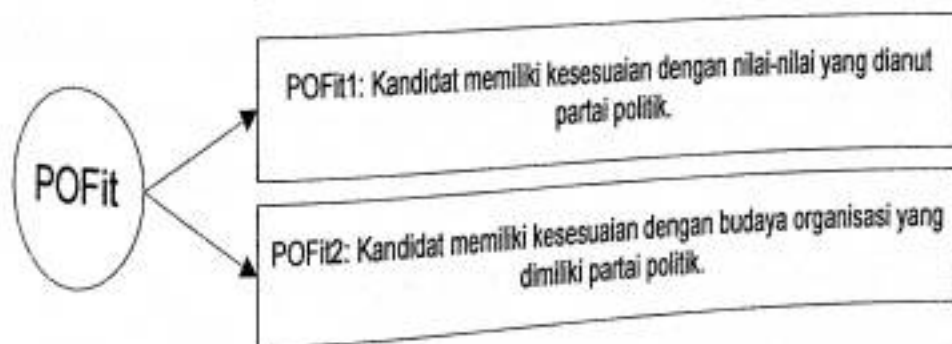 POFit
POFit1: Kandidat memiliki kesesuaian dengan nilai-nilai yang dianut
partai politik.
POFit2: Kandidat memiliki kesesuaian dengan budaya organisasi yang
dimiliki partai politik.